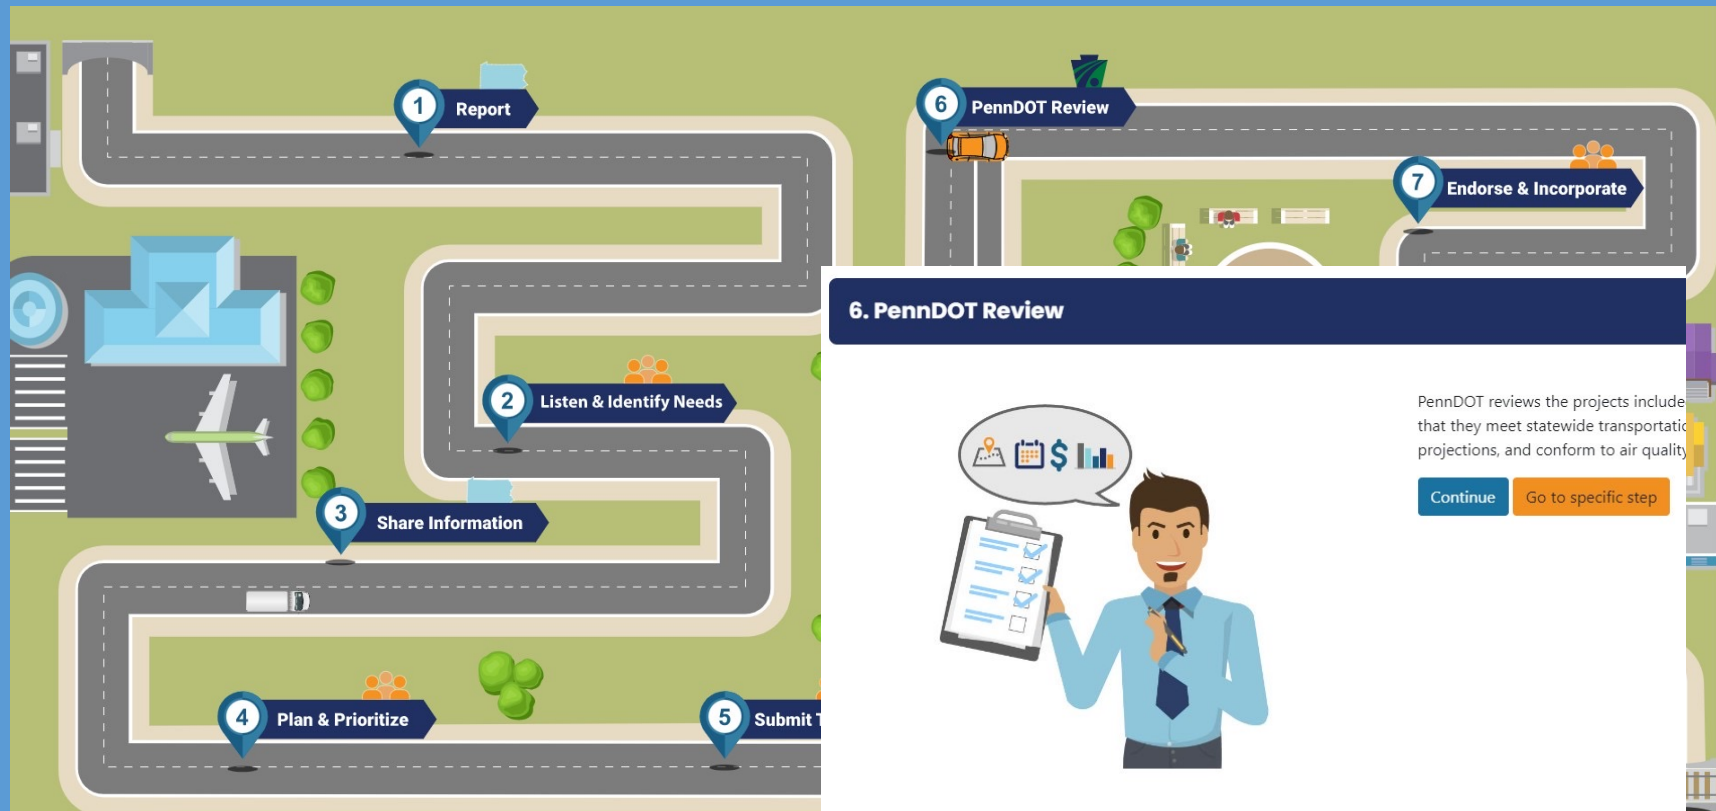 1
Report
6
PennDOT Review
7
Endorse & Incorporate
2
Listen & Identify Needs
3
Share Information
4
Plan & Prioritize
5
Submit
6. PennDOT Review
PennDOT reviews the projects include
that they meet statewide transportatio
projections, and conform to air quality
Continue
Go to specific step